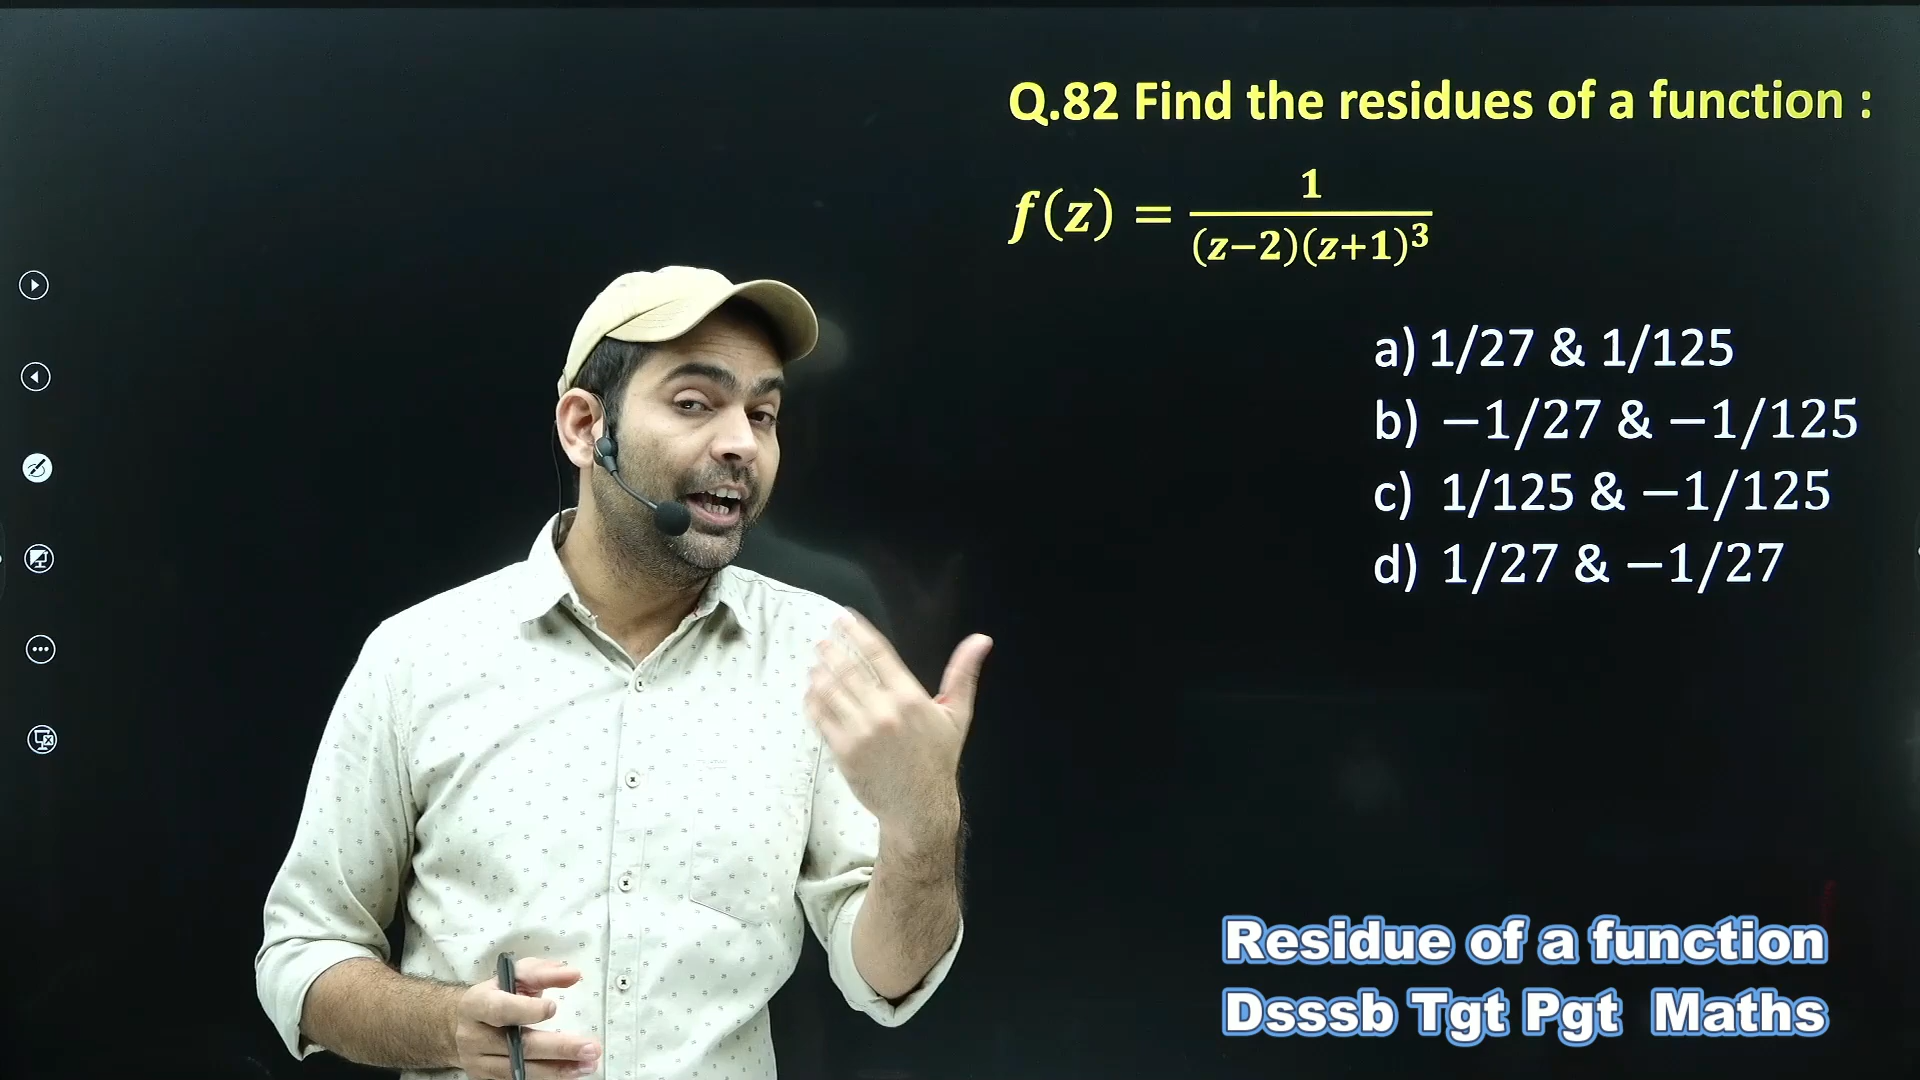 Q.82 Find the residues of a function :
f(z) = 1/((z−2)(z+1)³)
a) 1/27 & 1/125
b) −1/27 & −1/125
c) 1/125 & −1/125
d) 1/27 & −1/27
Residue of a function
Dsssb Tgt Pgt Maths